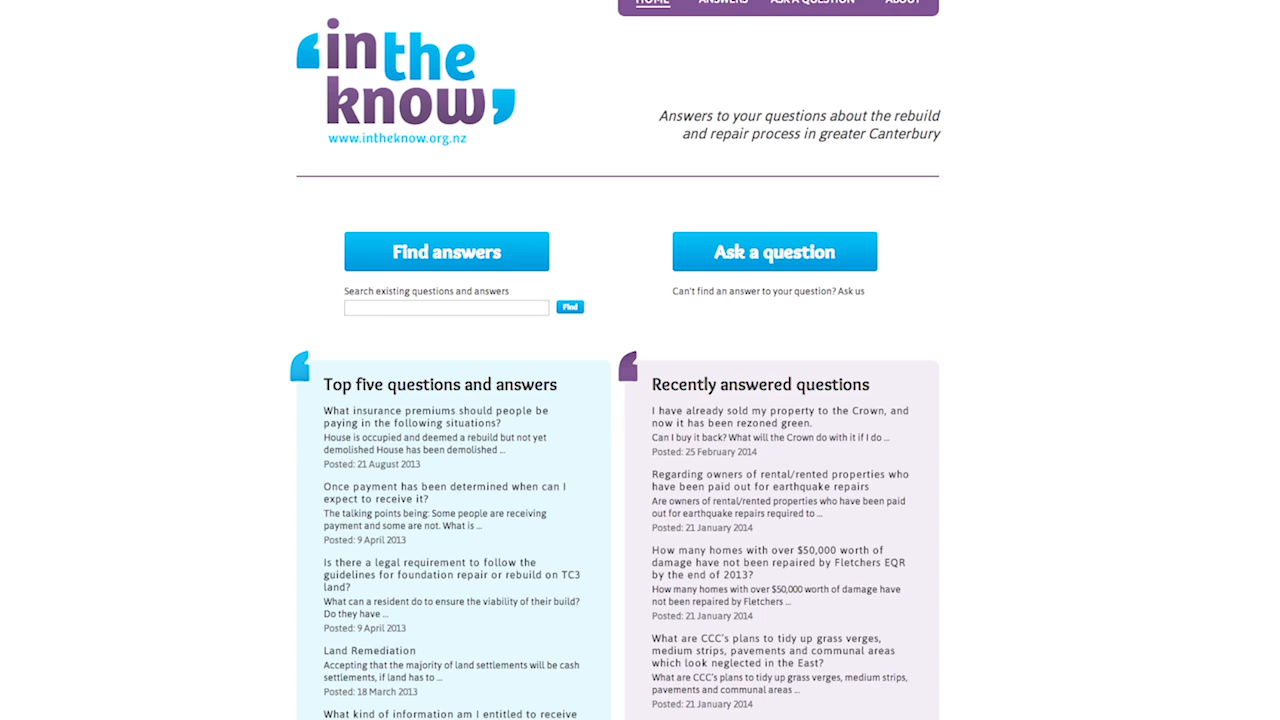 HOME ANSWERS ASK A QUESTION ABOUT
in the
know
www.intheknow.org.nz
Answers to your questions about the rebuild
and repair process in greater Canterbury
Find answers
Ask a question
Search existing questions and answers
Find
Can't find an answer to your question? Ask us
Top five questions and answers
What insurance premiums should people be
paying in the following situations?
House is occupied and deemed a rebuild but not yet
demolished House has been demolished ...
Posted: 21 August 2013
Once payment has been determined when can I
expect to receive it?
The talking points being: Some people are receiving
payment and some are not. What is ...
Posted: 9 April 2013
Is there a legal requirement to follow the
guidelines for foundation repair or rebuild on TC3
land?
What can a resident do to ensure the viability of their build?
Do they have ...
Posted: 9 April 2013
Land Remediation
Accepting that the majority of land settlements will be cash
settlements, if land has to ...
Posted: 18 March 2013
What kind of information am I entitled to receive
Recently answered questions
I have already sold my property to the Crown, and
now it has been rezoned green.
Can I buy it back? What will the Crown do with it if I do ...
Posted: 25 February 2014
Regarding owners of rental/rented properties who
have been paid out for earthquake repairs
Are owners of rental/rented properties who have been paid
out for earthquake repairs required to ...
Posted: 21 January 2014
How many homes with over $50,000 worth of
damage have not been repaired by Fletchers EQR
by the end of 2013?
How many homes with over $50,000 worth of damage have
not been repaired by Fletchers ...
Posted: 21 January 2014
What are CCC's plans to tidy up grass verges,
medium strips, pavements and communal areas
which look neglected in the East?
What are CCC's plans to tidy up grass verges, medium strips,
pavements and communal areas ...
Posted: 21 January 2014